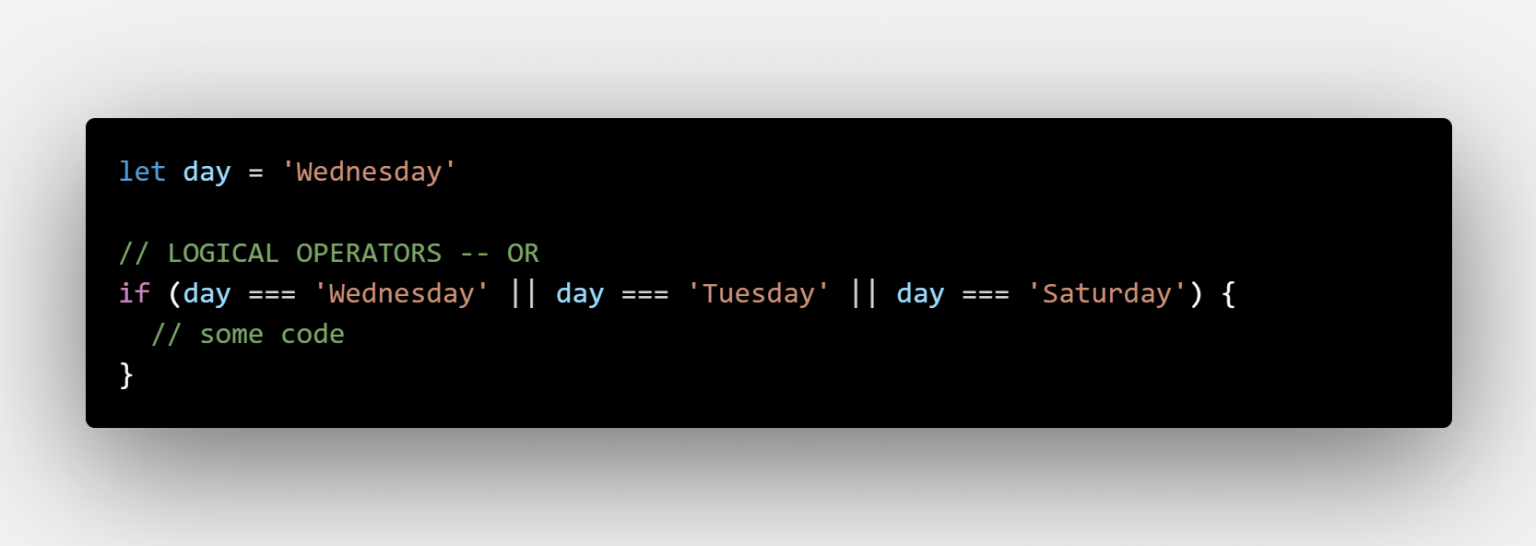 let day = 'Wednesday'
// LOGICAL OPERATORS -- OR
if (day === 'Wednesday' || day === 'Tuesday' || day === 'Saturday') {
  // some code
}